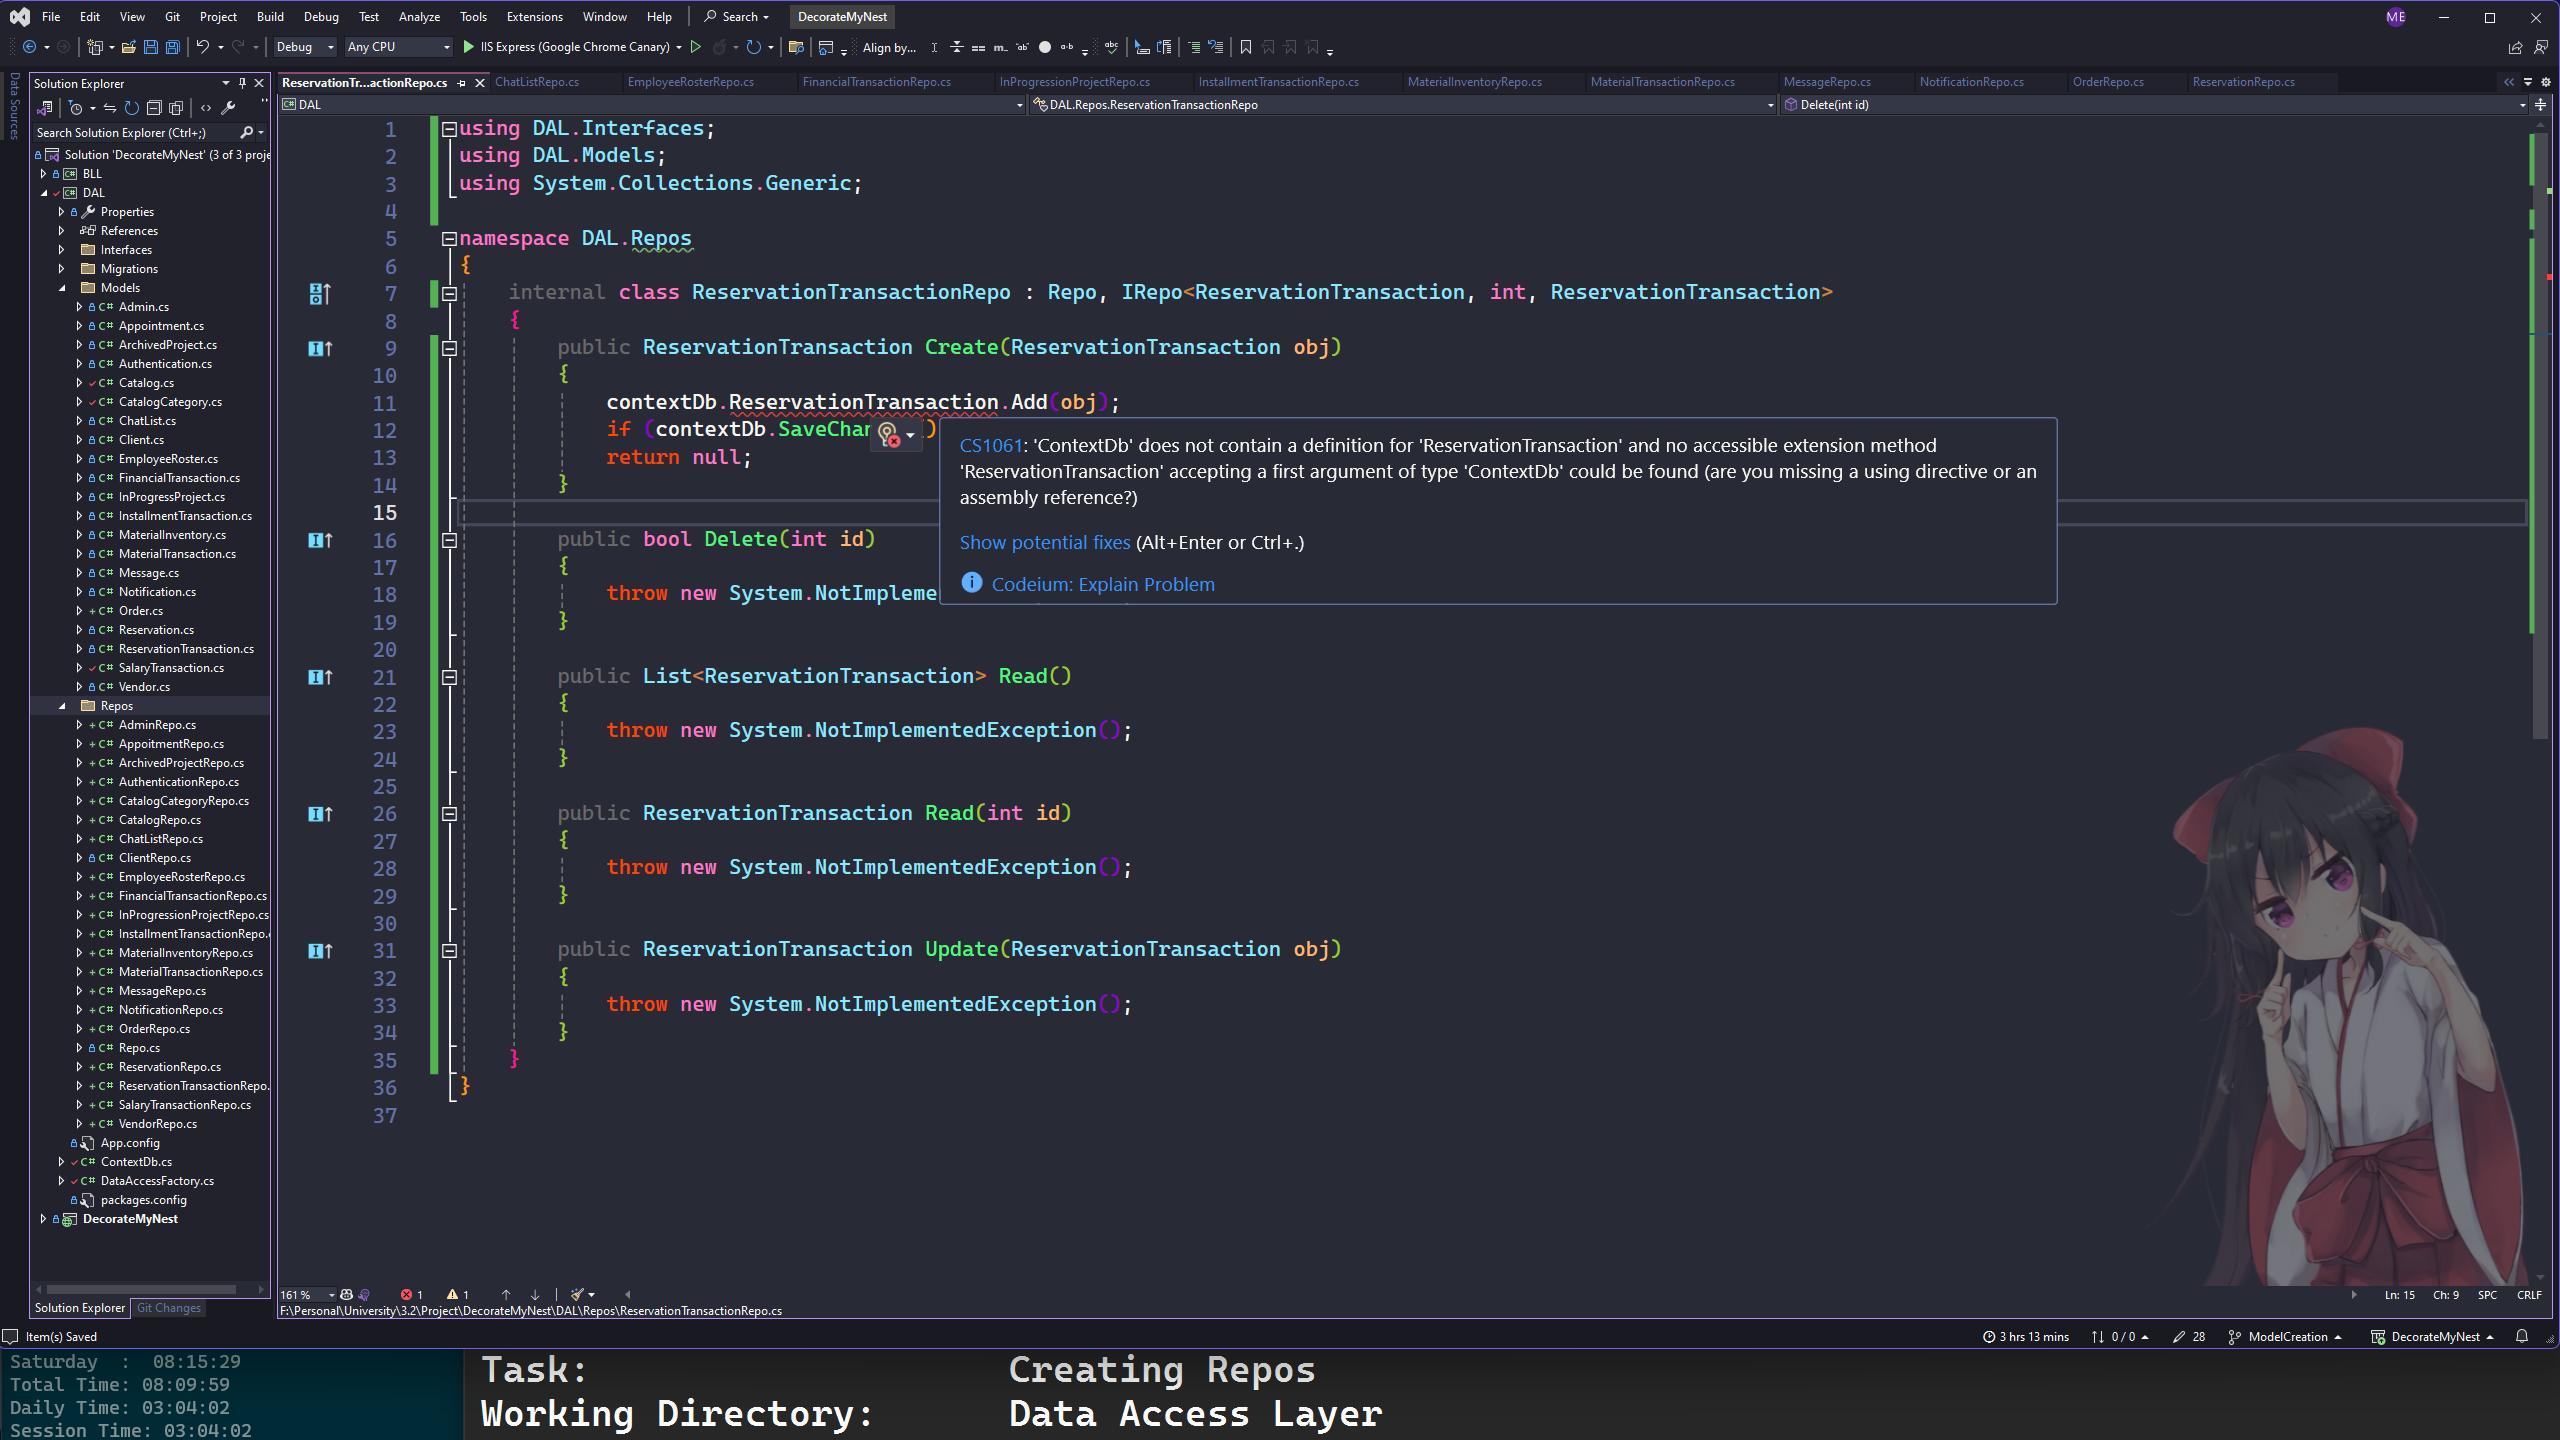 File Edit View Git Project Build Debug Test Analyze Tools Extensions Window Help Search DecorateMyNest ME
Debug Any CPU IIS Express (Google Chrome Canary) Align by...
Data Sources
Solution Explorer
Search Solution Explorer (Ctrl+;)
Solution 'DecorateMyNest' (3 of 3 proje
BLL
DAL
Properties
References
Interfaces
Migrations
Models
Admin.cs
Appointment.cs
ArchivedProject.cs
Authentication.cs
Catalog.cs
CatalogCategory.cs
ChatList.cs
Client.cs
EmployeeRoster.cs
FinancialTransaction.cs
InProgressProject.cs
InstallmentTransaction.cs
MaterialInventory.cs
MaterialTransaction.cs
Message.cs
Notification.cs
Order.cs
Reservation.cs
ReservationTransaction.cs
SalaryTransaction.cs
Vendor.cs
Repos
AdminRepo.cs
AppoitmentRepo.cs
ArchivedProjectRepo.cs
AuthenticationRepo.cs
CatalogCategoryRepo.cs
CatalogRepo.cs
ChatListRepo.cs
ClientRepo.cs
EmployeeRosterRepo.cs
FinancialTransactionRepo.cs
InProgressionProjectRepo.cs
InstallmentTransactionRepo.
MaterialInventoryRepo.cs
MaterialTransactionRepo.cs
MessageRepo.cs
NotificationRepo.cs
OrderRepo.cs
Repo.cs
ReservationRepo.cs
ReservationTransactionRepo.
SalaryTransactionRepo.cs
VendorRepo.cs
App.config
ContextDb.cs
DataAccessFactory.cs
packages.config
DecorateMyNest
Solution Explorer Git Changes
ReservationTr...actionRepo.cs ChatListRepo.cs EmployeeRosterRepo.cs FinancialTransactionRepo.cs InProgressionProjectRepo.cs InstallmentTransactionRepo.cs MaterialInventoryRepo.cs MaterialTransactionRepo.cs MessageRepo.cs NotificationRepo.cs OrderRepo.cs ReservationRepo.cs
DAL DAL.Repos.ReservationTransactionRepo Delete(int id)
1 using DAL.Interfaces;
2 using DAL.Models;
3 using System.Collections.Generic;
4
5 namespace DAL.Repos
6 {
7 internal class ReservationTransactionRepo : Repo, IRepo<ReservationTransaction, int, ReservationTransaction>
8 {
9 public ReservationTransaction Create(ReservationTransaction obj)
10 {
11 contextDb.ReservationTransaction.Add(obj);
12 if (contextDb.SaveChan )
13 return null;
14 }
15
16 public bool Delete(int id)
17 {
18 throw new System.NotImpleme
19 }
20
21 public List<ReservationTransaction> Read()
22 {
23 throw new System.NotImplementedException();
24 }
25
26 public ReservationTransaction Read(int id)
27 {
28 throw new System.NotImplementedException();
29 }
30
31 public ReservationTransaction Update(ReservationTransaction obj)
32 {
33 throw new System.NotImplementedException();
34 }
35 }
36 }
37
CS1061: 'ContextDb' does not contain a definition for 'ReservationTransaction' and no accessible extension method
'ReservationTransaction' accepting a first argument of type 'ContextDb' could be found (are you missing a using directive or an
assembly reference?)
Show potential fixes (Alt+Enter or Ctrl+.)
Codeium: Explain Problem
161 % 1 1 Ln: 15 Ch: 9 SPC CRLF
F:\Personal\University\3.2\Project\DecorateMyNest\DAL\Repos\ReservationTransactionRepo.cs
Item(s) Saved 3 hrs 13 mins 0 / 0 28 ModelCreation DecorateMyNest
Saturday : 08:15:29
Total Time: 08:09:59
Daily Time: 03:04:02
Session Time: 03:04:02
Task: Creating Repos
Working Directory: Data Access Layer